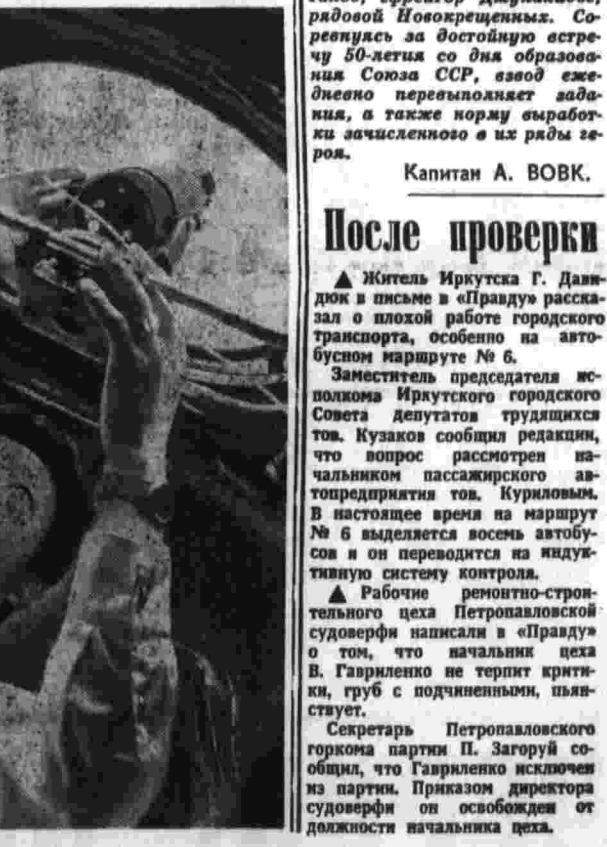 рядовой Новокрещенных. Со-
ревнуясь за достойную встре-
чу 50-летия со дня образова-
ния Союза ССР, взвод еже-
дневно перевыполняет зада-
ния, а также норму выработ-
ки зачисленного в их ряды ге-
роя.
Капитан А. ВОВК.
После проверки
▲ Житель Иркутска Г. Дави-
дюк в письме в «Правду» расска-
зал о плохой работе городского
транспорта, особенно на авто-
бусном маршруте № 6.
Заместитель председателя ис-
полкома Иркутского городского
Совета депутатов трудящихся
тов. Кузаков сообщил редакции,
что вопрос рассмотрен на-
чальником пассажирского ав-
топредприятия тов. Куриловым.
В настоящее время на маршрут
№ 6 выделяется восемь автобу-
сов и он переводится на индук-
тивную систему контроля.
▲ Рабочие ремонтно-строи-
тельного цеха Петропавловской
судоверфи написали в «Правду»
о том, что начальник цеха
В. Гавриленко не терпит крити-
ки, груб с подчиненными, пьян-
ствует.
Секретарь Петропавловского
горкома партии П. Загоруй со-
общил, что Гавриленко исключен
из партии. Приказом директора
судоверфи он освобожден от
должности начальника цеха.